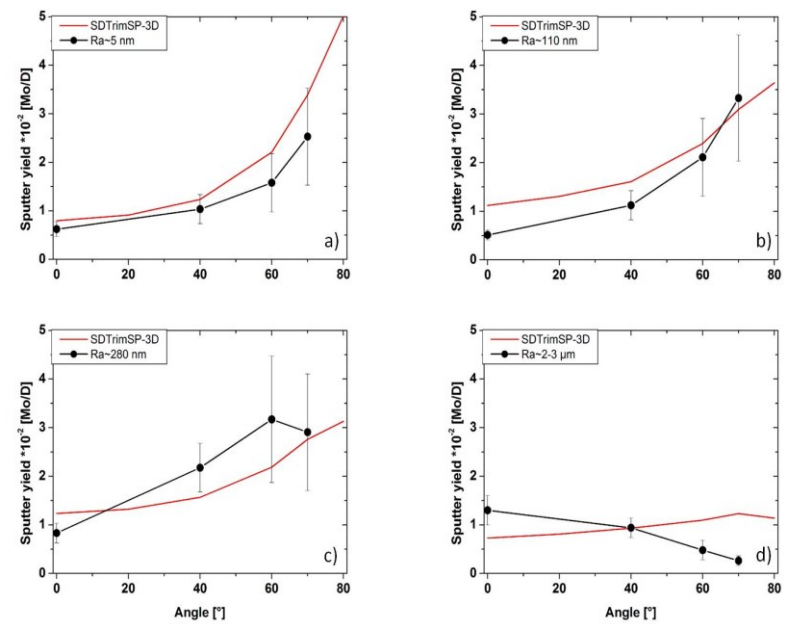 SDTrimSP-3D
Ra~5 nm
Sputter yield *10⁻² [Mo/D]
5
4
3
2
1
0
0
20
40
60
80
a)
SDTrimSP-3D
Ra~110 nm
Sputter yield *10⁻² [Mo/D]
5
4
3
2
1
0
0
20
40
60
80
b)
SDTrimSP-3D
Ra~280 nm
Sputter yield *10⁻² [Mo/D]
5
4
3
2
1
0
0
20
40
60
80
Angle [°]
c)
SDTrimSP-3D
Ra~2-3 µm
Sputter yield *10⁻² [Mo/D]
5
4
3
2
1
0
0
20
40
60
80
Angle [°]
d)